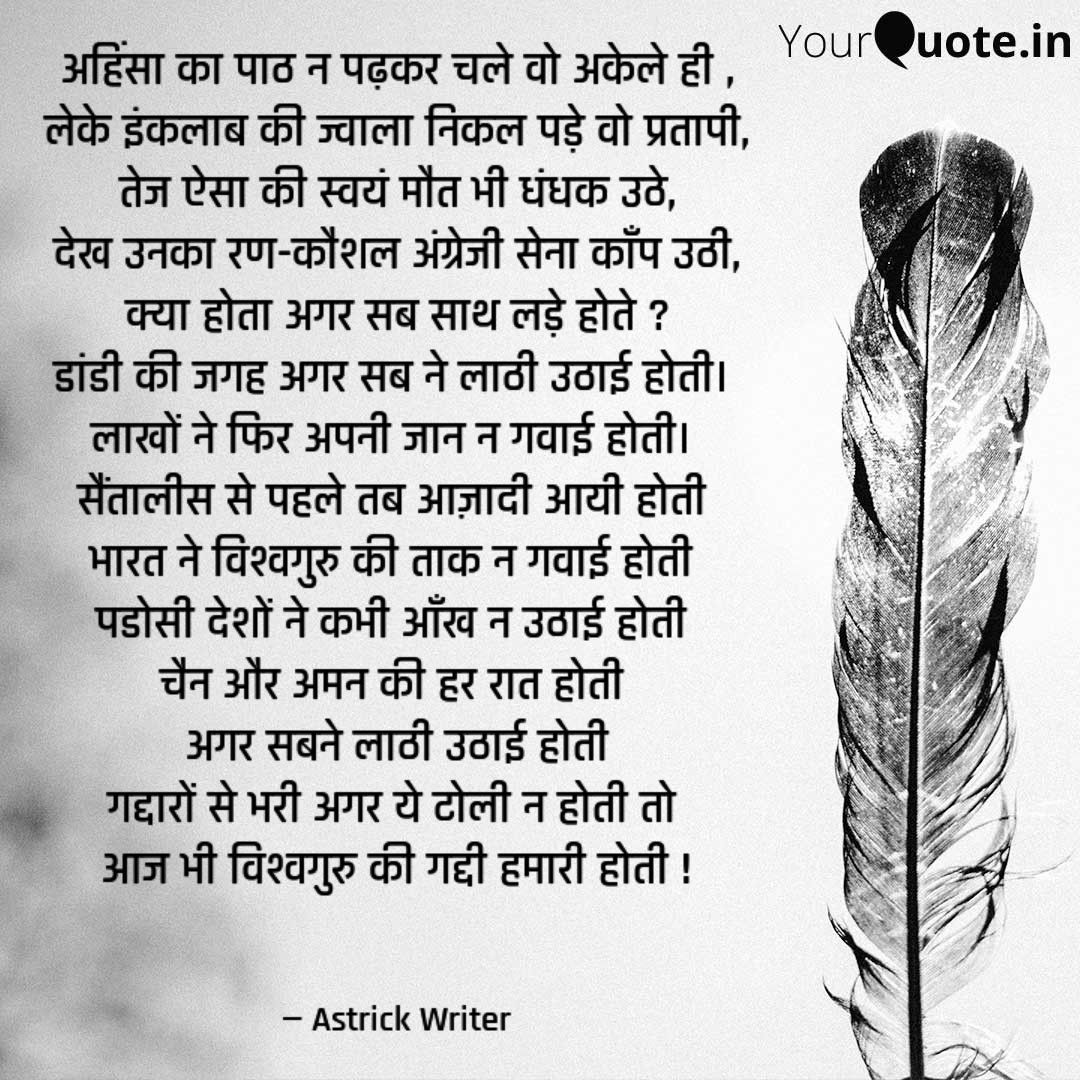 YourQuote.in
अहिंसा का पाठ न पढ़कर चले वो अकेले ही ,
लेके इंकलाब की ज्वाला निकल पड़े वो प्रतापी,
तेज ऐसा की स्वयं मौत भी धंधक उठे,
देख उनका रण-कौशल अंग्रेजी सेना काँप उठी,
क्या होता अगर सब साथ लड़े होते ?
डांडी की जगह अगर सब ने लाठी उठाई होती।
लाखों ने फिर अपनी जान न गवाई होती।
सैंतालीस से पहले तब आज़ादी आयी होती
भारत ने विश्वगुरु की ताक न गवाई होती
पडोसी देशों ने कभी आँख न उठाई होती
चैन और अमन की हर रात होती
अगर सबने लाठी उठाई होती
गद्दारों से भरी अगर ये टोली न होती तो
आज भी विश्वगुरु की गद्दी हमारी होती !
– Astrick Writer